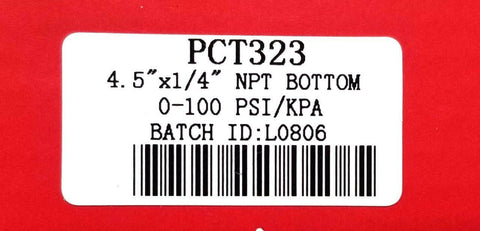 PCT323
4.5"x1/4" NPT BOTTOM
0-100 PSI/KPA
BATCH ID:L0806